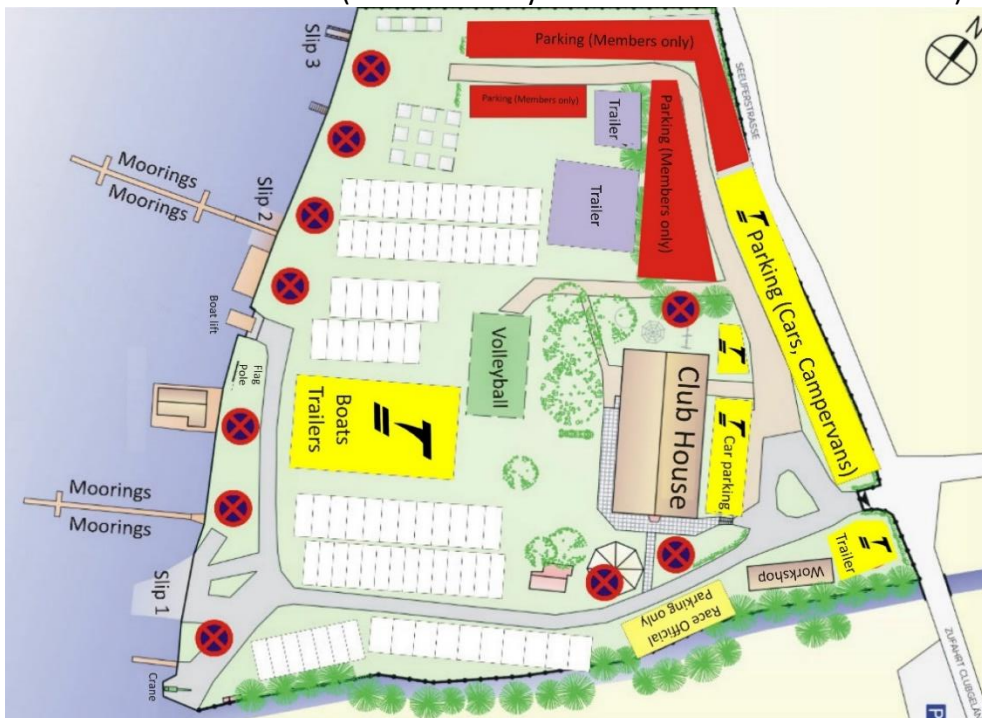 Slip 3
Parking (Members only)
N
SEEUFERSTRASSE
Parking (Members only)
Trailer
Parking (Members only)
Moorings
Moorings
Slip 2
Trailer
Parking (Cars, Campervans)
Boat lift
Volleyball
Flag
Pole
Boats
Trailers
Club House
Car parking
Moorings
Moorings
Trailer
Workshop
Slip 1
Race Official
Parking only
ZUFAHRT CLUBGELÄN
Crane
P